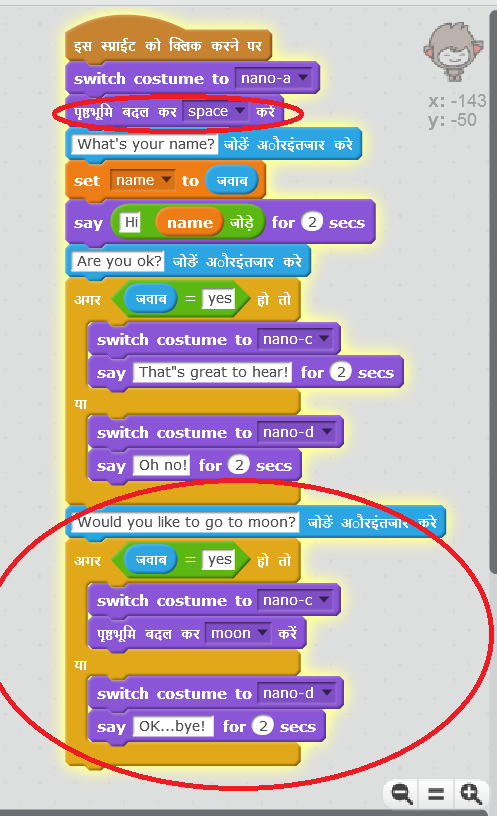 इस स्प्राईट को क्लिक करने पर
switch costume to nano-a
पृष्ठभूमि बदल कर space करें
What's your name? जोडें अौरइंतजार करे
set name to जवाब
say Hi name जोड़े for 2 secs
Are you ok? जोडें अौरइंतजार करे
अगर जवाब = yes हो तो
switch costume to nano-c
say That"s great to hear! for 2 secs
या
switch costume to nano-d
say Oh no! for 2 secs
Would you like to go to moon? जोडें अौरइंतजार करे
अगर जवाब = yes हो तो
switch costume to nano-c
पृष्ठभूमि बदल कर moon करें
या
switch costume to nano-d
say OK...bye! for 2 secs
x: -143
y: -50